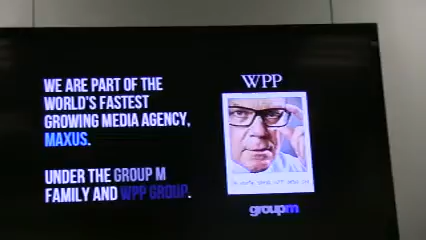 WE ARE PART OF THE
WORLD'S FASTEST
GROWING MEDIA AGENCY,
MAXUS.
UNDER THE GROUP M
FAMILY AND WPP GROUP.
WPP
groupm